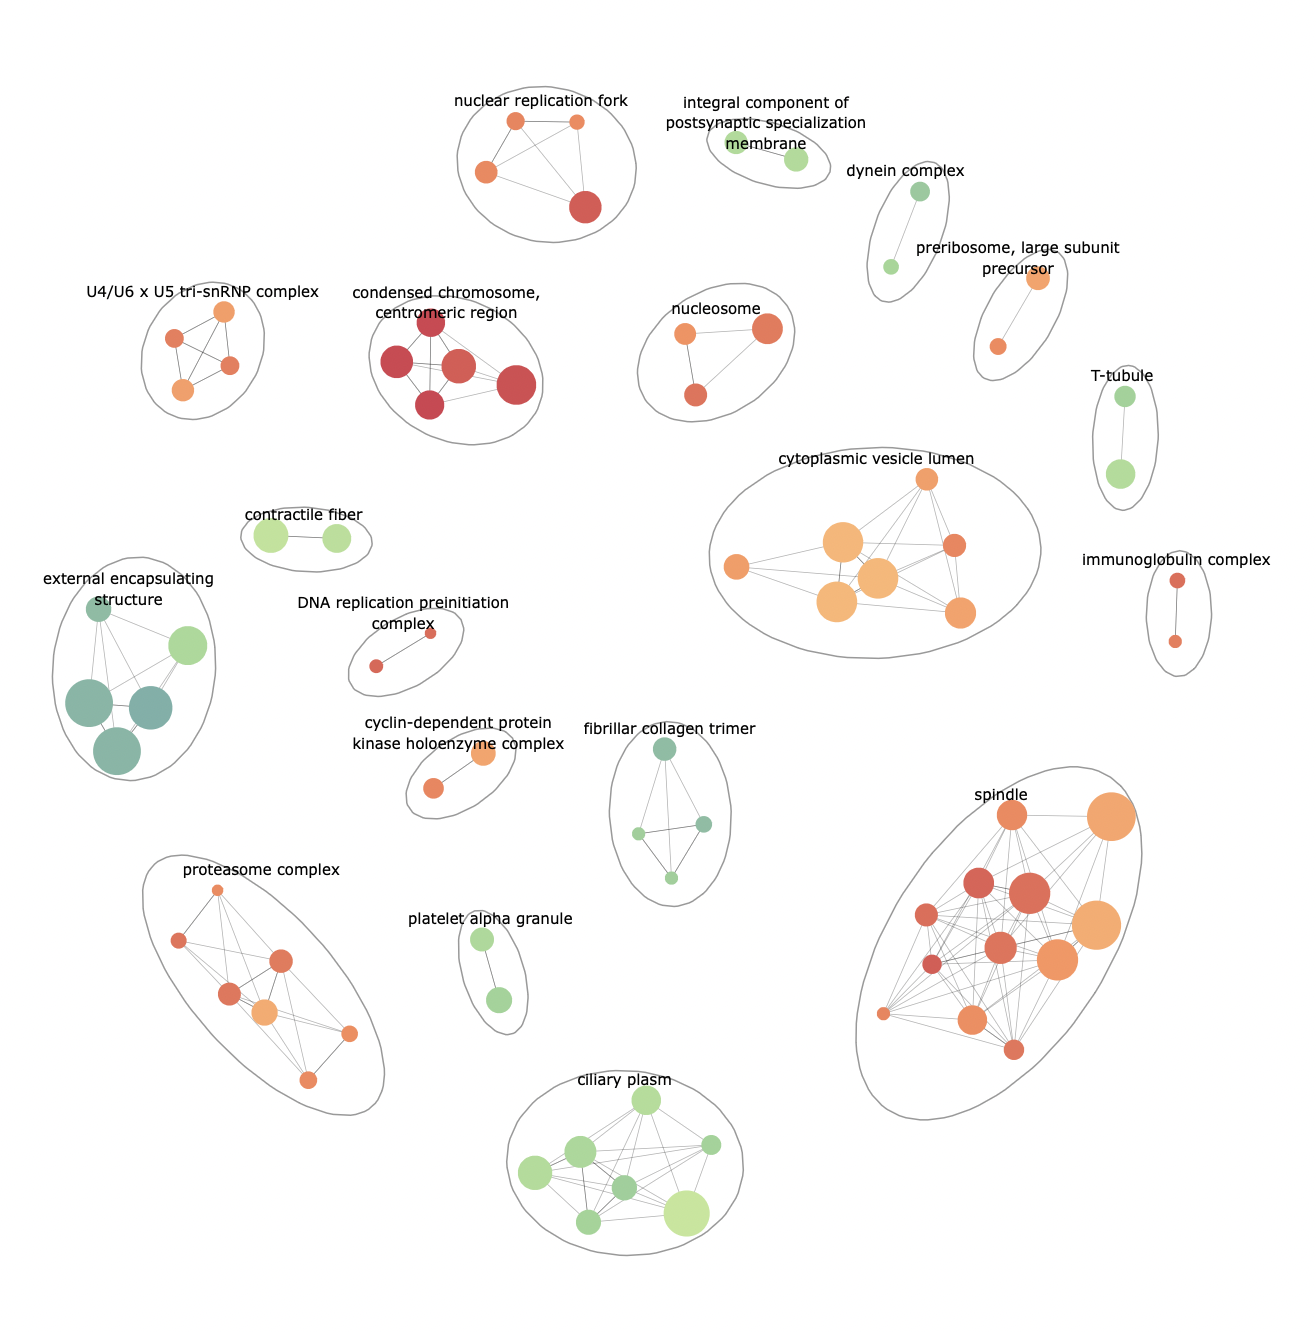 nuclear replication fork
integral component of
postsynaptic specialization
membrane
dynein complex
preribosome, large subunit
precursor
U4/U6 x U5 tri-snRNP complex
condensed chromosome,
centromeric region
nucleosome
T-tubule
cytoplasmic vesicle lumen
contractile fiber
immunoglobulin complex
external encapsulating
structure
DNA replication preinitiation
complex
cyclin-dependent protein
kinase holoenzyme complex
fibrillar collagen trimer
spindle
proteasome complex
platelet alpha granule
ciliary plasm